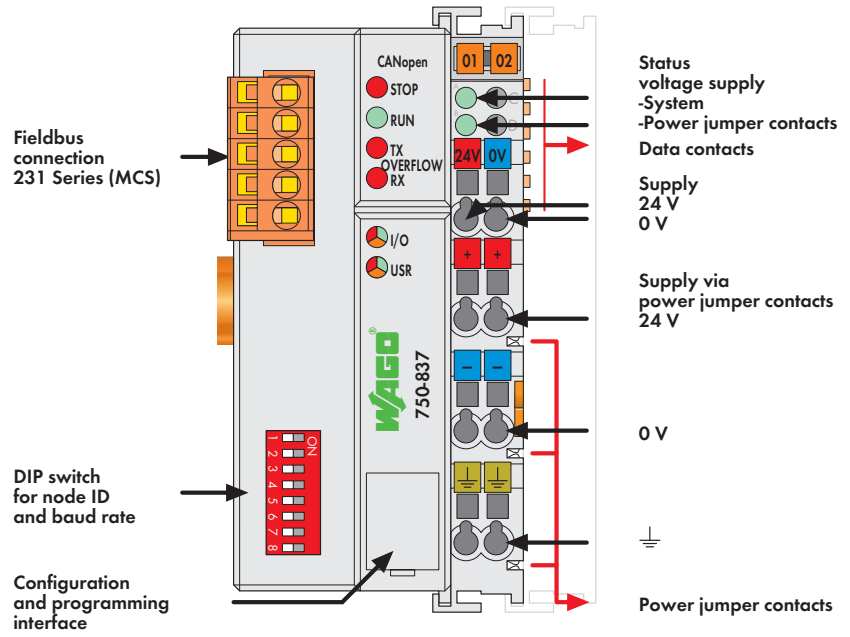 Fieldbus
connection
231 Series (MCS)
DIP switch
for node ID
and baud rate
Configuration
and programming
interface
CANopen
STOP
RUN
TX
OVERFLOW
RX
I/O
USR
WAGO®
750-837
ON
1
2
3
4
5
6
7
8
01 02
A C
B D
24V 0V
+ +
– –
Status
voltage supply
-System
-Power jumper contacts
Data contacts
Supply
24 V
0 V
Supply via
power jumper contacts
24 V
0 V
Power jumper contacts